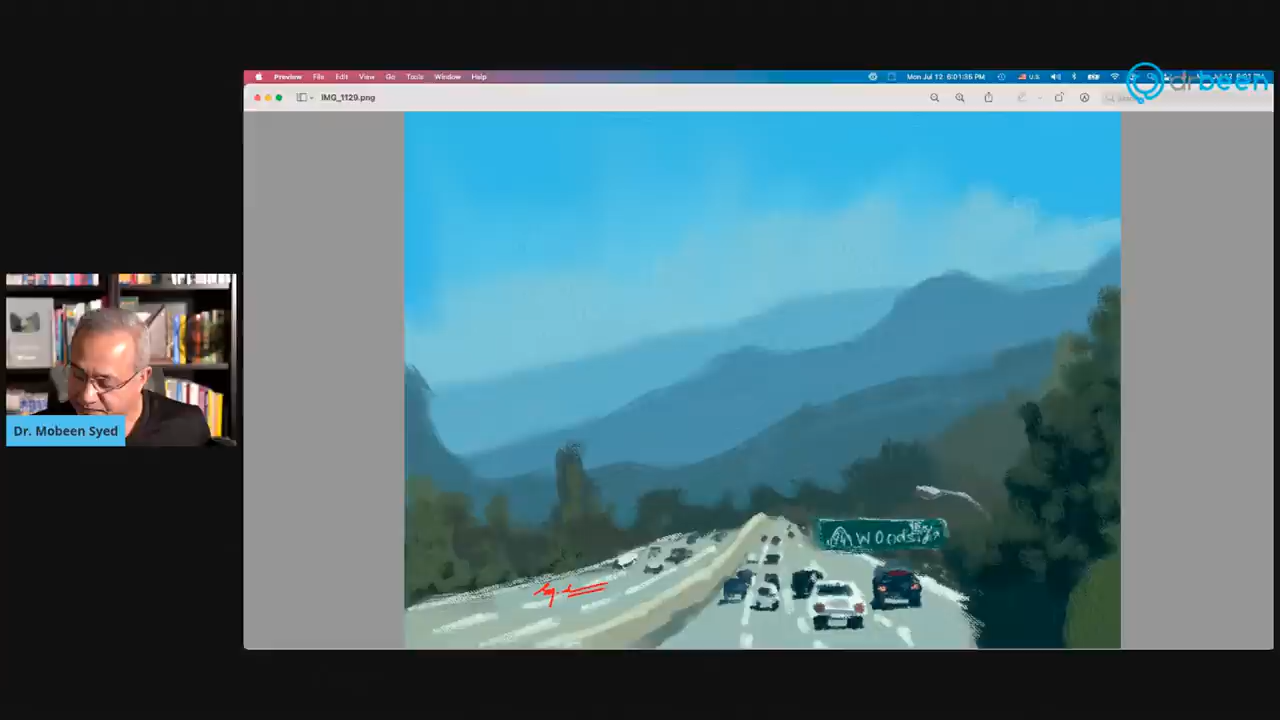 Preview File Edit View Go Tools Window Help
U.S.
Mon Jul 12 6:01:36 PM
drbeen
IMG_1129.png
Dr. Mobeen Syed